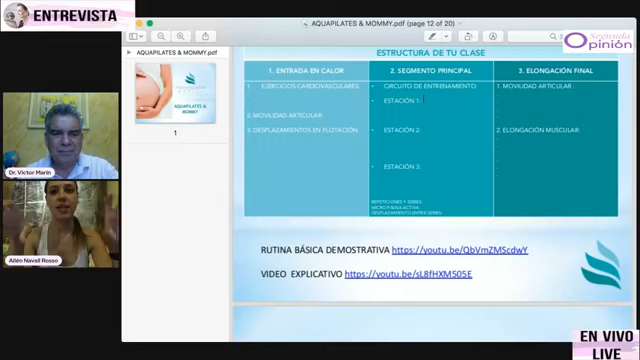 ENTREVISTA
AQUAPILATES & MOMMY.pdf (page 12 of 20)
Segunda
Opinión
AQUAPILATES & MOMMY.pdf
AQUAPILATES
& MOMMY
1
Dr. Víctor Marín
Ailén Navall Rosso
ESTRUCTURA DE TU CLASE
1. ENTRADA EN CALOR
2. SEGMENTO PRINCIPAL
3. ELONGACIÓN FINAL
1. EJERCICIOS CARDIOVASCULARES:
2. MOVILIDAD ARTICULAR:
3. DESPLAZAMIENTOS EN FLOTACIÓN:
• CIRCUITO DE ENTRENAMIENTO
• ESTACIÓN 1:
• ESTACIÓN 2:
• ESTACIÓN 3:
REPETICIONES Y SERIES:
MICRO PAUSA ACTIVA:
DESPLAZAMIENTO ENTRE SERIES:
1. MOVILIDAD ARTICULAR :
2. ELONGACIÓN MUSCULAR:
RUTINA BÁSICA DEMOSTRATIVA https://youtu.be/QbVmZMScdwY
VIDEO EXPLICATIVO https://youtu.be/sL8fHXM505E
EN VIVO
LIVE